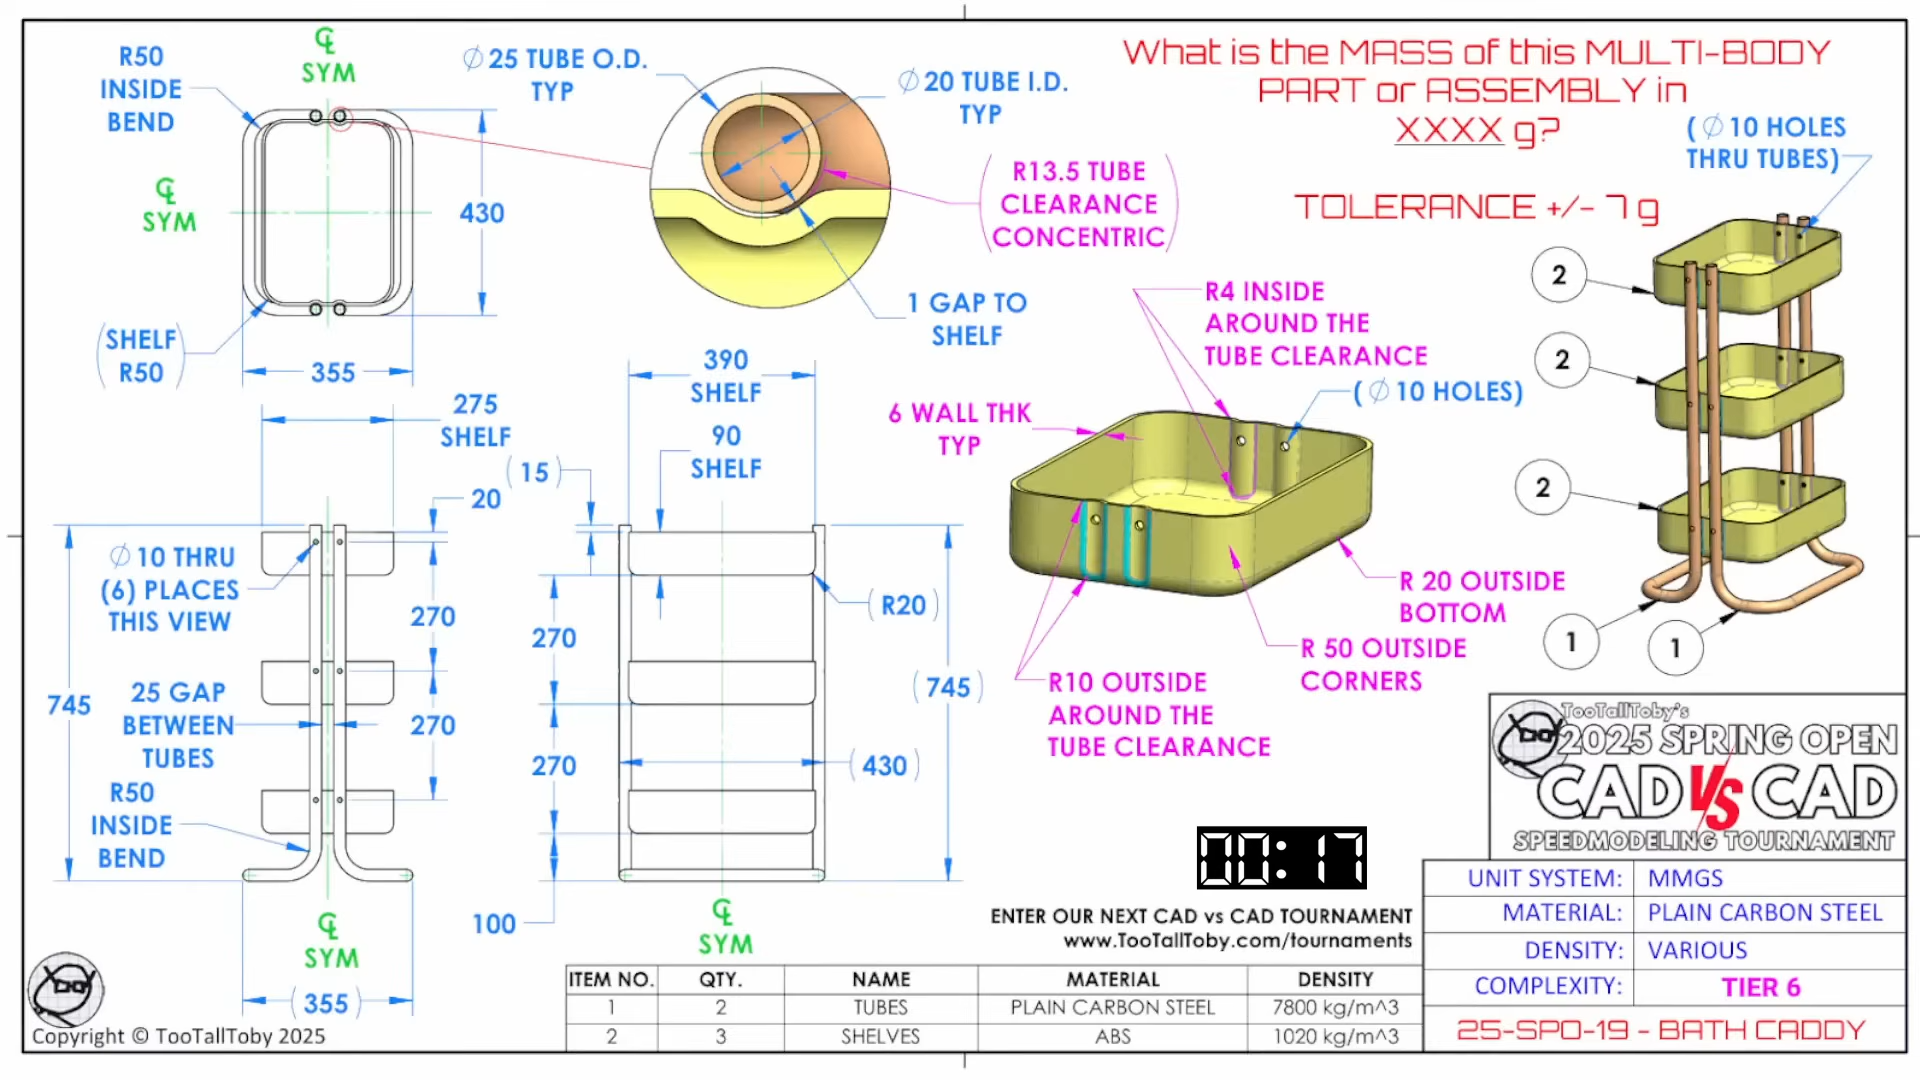 What is the MASS of this MULTI-BODY
PART or ASSEMBLY in
XXXX g?
TOLERANCE +/- 7 g
R50
INSIDE
BEND
℄
SYM
∅ 25 TUBE O.D.
TYP
∅ 20 TUBE I.D.
TYP
(∅ 10 HOLES
THRU TUBES)
℄
SYM
430
(R13.5 TUBE
CLEARANCE
CONCENTRIC)
1 GAP TO
SHELF
(SHELF
R50)
355
R4 INSIDE
AROUND THE
TUBE CLEARANCE
(∅ 10 HOLES)
6 WALL THK
TYP
2
2
2
1
1
275
SHELF
390
SHELF
90
SHELF
(15)
20
∅ 10 THRU
(6) PLACES
THIS VIEW
270
270
745
25 GAP
BETWEEN
TUBES
R50
INSIDE
BEND
270
270
(R20)
(745)
(430)
100
℄
SYM
(355)
℄
SYM
R 20 OUTSIDE
BOTTOM
R 50 OUTSIDE
CORNERS
R10 OUTSIDE
AROUND THE
TUBE CLEARANCE
TooTallToby's
2025 SPRING OPEN
CAD VS CAD
SPEEDMODELING TOURNAMENT
00:17
ENTER OUR NEXT CAD vs CAD TOURNAMENT
www.TooTallToby.com/tournaments
UNIT SYSTEM: MMGS
MATERIAL: PLAIN CARBON STEEL
DENSITY: VARIOUS
COMPLEXITY: TIER 6
25-SPO-19 - BATH CADDY
ITEM NO. QTY. NAME MATERIAL DENSITY
1 2 TUBES PLAIN CARBON STEEL 7800 kg/m^3
2 3 SHELVES ABS 1020 kg/m^3
Copyright © TooTallToby 2025